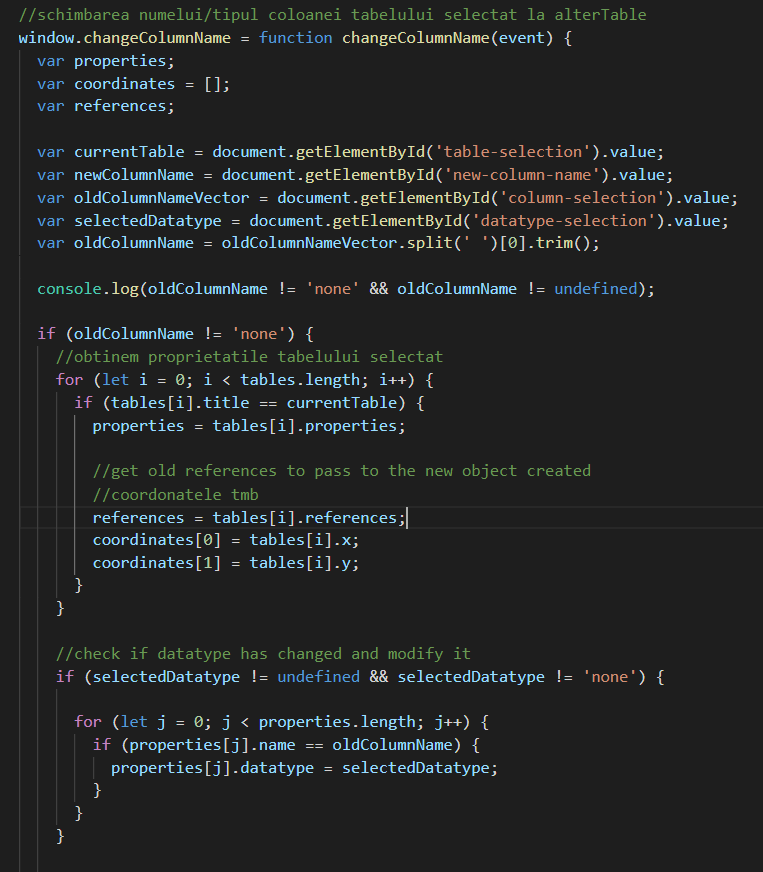 //schimbarea numelui/tipul coloanei tabelului selectat la alterTable
window.changeColumnName = function changeColumnName(event) {
var properties;
var coordinates = [];
var references;
var currentTable = document.getElementById('table-selection').value;
var newColumnName = document.getElementById('new-column-name').value;
var oldColumnNameVector = document.getElementById('column-selection').value;
var selectedDatatype = document.getElementById('datatype-selection').value;
var oldColumnName = oldColumnNameVector.split(' ')[0].trim();
console.log(oldColumnName != 'none' && oldColumnName != undefined);
if (oldColumnName != 'none') {
//obtinem proprietatile tabelului selectat
for (let i = 0; i < tables.length; i++) {
if (tables[i].title == currentTable) {
properties = tables[i].properties;
//get old references to pass to the new object created
//coordonatele tmb
references = tables[i].references;
coordinates[0] = tables[i].x;
coordinates[1] = tables[i].y;
}
}
//check if datatype has changed and modify it
if (selectedDatatype != undefined && selectedDatatype != 'none') {
for (let j = 0; j < properties.length; j++) {
if (properties[j].name == oldColumnName) {
properties[j].datatype = selectedDatatype;
}
}
}